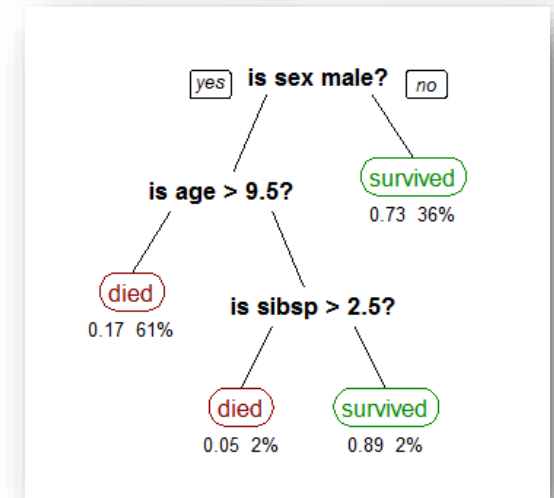 yes is sex male? no
survived
is age > 9.5?
0.73 36%
died
is sibsp > 2.5?
0.17 61%
died survived
0.05 2% 0.89 2%